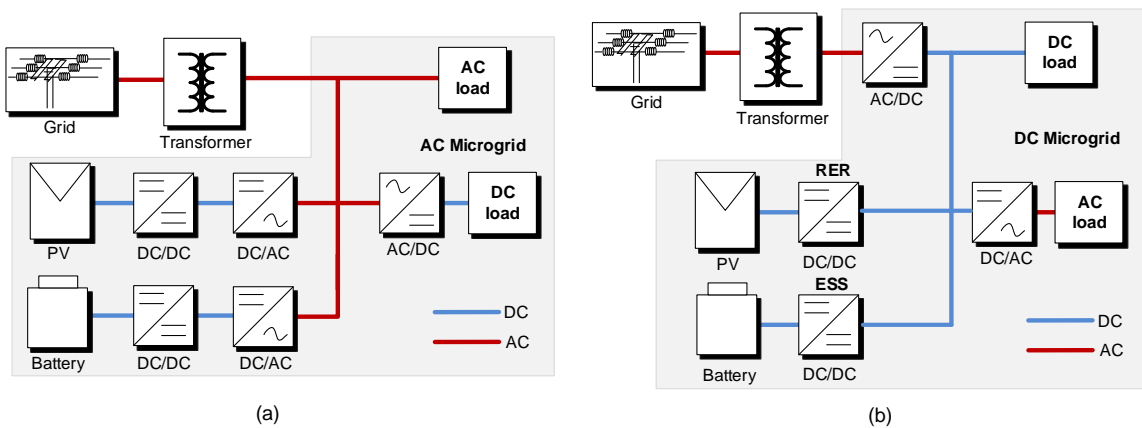 AC
load
Grid
Transformer
AC Microgrid
DC
load
PV
DC/DC
DC/AC
AC/DC
Battery
DC/DC
DC/AC
DC
AC
(a)
DC
load
Grid
Transformer
AC/DC
DC Microgrid
RER
AC
load
PV
DC/DC
DC/AC
ESS
Battery
DC/DC
DC
AC
(b)